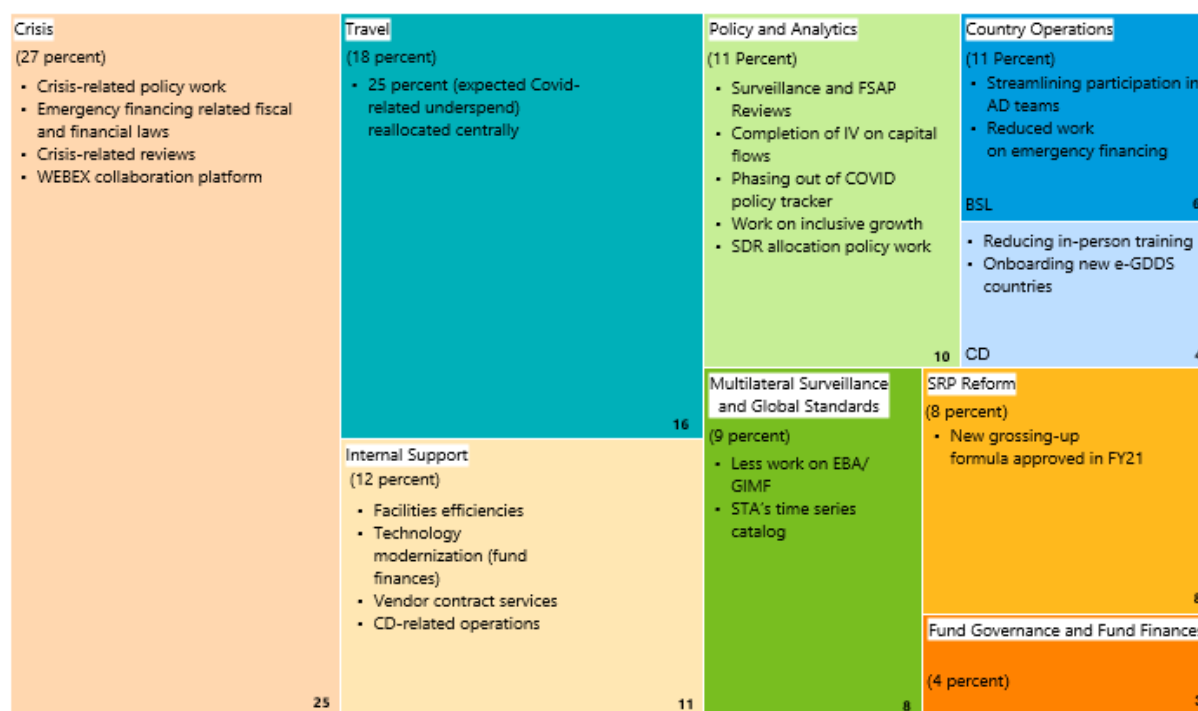 Crisis
(27 percent)
• Crisis-related policy work
• Emergency financing related fiscal
and financial laws
• Crisis-related reviews
• WEBEX collaboration platform
25
Travel
(18 percent)
• 25 percent (expected Covid-
related underspend)
reallocated centrally
16
Internal Support
(12 percent)
• Facilities efficiencies
• Technology
modernization (fund
finances)
• Vendor contract services
• CD-related operations
11
Policy and Analytics
(11 Percent)
• Surveillance and FSAP
Reviews
• Completion of IV on capital
flows
• Phasing out of COVID
policy tracker
• Work on inclusive growth
• SDR allocation policy work
10
Country Operations
(11 Percent)
• Streamlining participation in
AD teams
• Reduced work
on emergency financing
BSL
• Reducing in-person training
• Onboarding new e-GDDS
countries
CD
Multilateral Surveillance
and Global Standards
(9 percent)
• Less work on EBA/
GIMF
• STA's time series
catalog
8
SRP Reform
(8 percent)
• New grossing-up
formula approved in FY21
Fund Governance and Fund Finances
(4 percent)